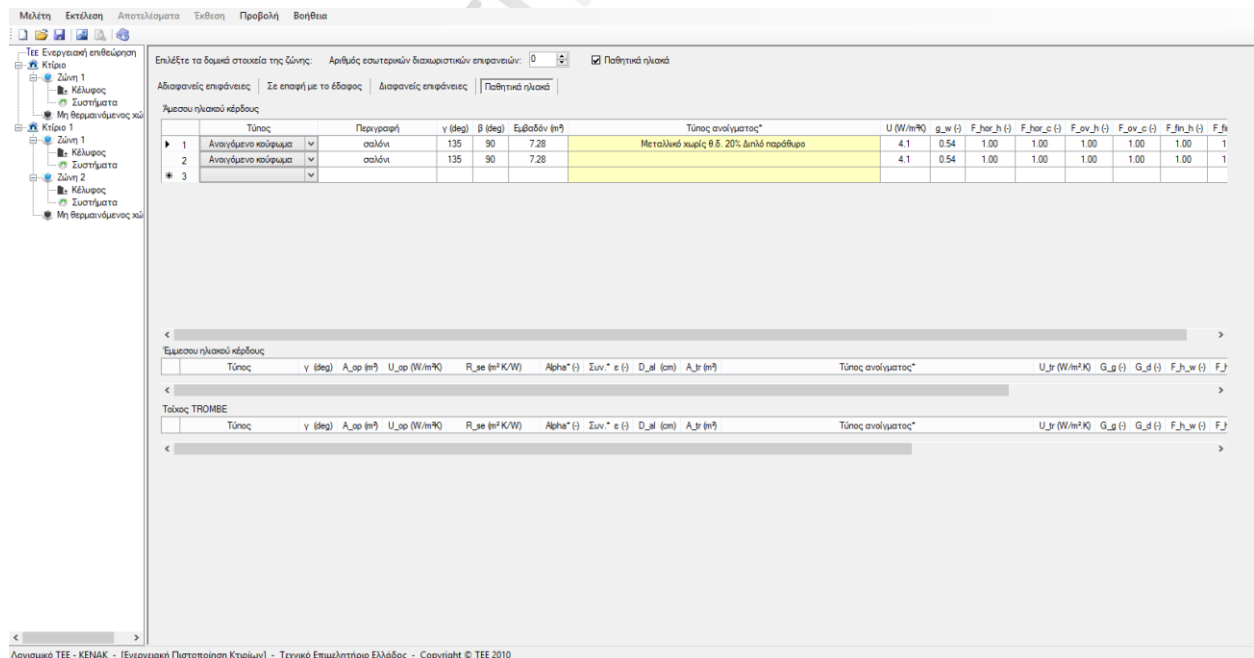 Μελέτη Εκτέλεση Αποτελέσματα Έκθεση Προβολή Βοήθεια
ΤΕΕ Ενεργειακή επιθεώρηση
Κτίριο
Ζώνη 1
Κέλυφος
Συστήματα
Μη θερμαινόμενος χώ
Κτίριο 1
Ζώνη 1
Κέλυφος
Συστήματα
Ζώνη 2
Κέλυφος
Συστήματα
Μη θερμαινόμενος χώ
Επιλέξτε τα δομικά στοιχεία της ζώνης: Αριθμός εσωτερικών διαχωριστικών επιφανειών: 0 Παθητικά ηλιακά
Αδιαφανείς επιφάνειες Σε επαφή με το έδαφος Διαφανείς επιφάνειες Παθητικά ηλιακά
Άμεσου ηλιακού κέρδους
Τύπος Περιγραφή γ (deg) β (deg) Εμβαδόν (m²) Τύπος ανοίγματος* U (W/m²K) g_w (-) F_hor_h (-) F_hor_c (-) F_ov_h (-) F_ov_c (-) F_fin_h (-) F_fi
1 Ανοιγόμενο κούφωμα σαλόνι 135 90 7.28 Μεταλλικό χωρίς θ.δ. 20% Διπλό παράθυρο 4.1 0.54 1.00 1.00 1.00 1.00 1.00 1
2 Ανοιγόμενο κούφωμα σαλόνι 135 90 7.28 4.1 0.54 1.00 1.00 1.00 1.00 1.00 1
3
Έμμεσου ηλιακού κέρδους
Τύπος γ (deg) A_op (m²) U_op (W/m²K) R_se (m² K/W) Alpha* (-) Συν.* ε (-) D_al (cm) A_tr (m²) Τύπος ανοίγματος* U_tr (W/m².K) G_g (-) G_d (-) F_h_w (-) F_h
Τοίχος TROMBE
Τύπος γ (deg) A_op (m²) U_op (W/m²K) R_se (m² K/W) Alpha* (-) Συν.* ε (-) D_al (cm) A_tr (m²) Τύπος ανοίγματος* U_tr (W/m².K) G_g (-) G_d (-) F_h_w (-) F_h
Λογισμικό ΤΕΕ - ΚΕΝΑΚ - [Ενεργειακή Πιστοποίηση Κτιρίων] - Τεχνικό Επιμελητήριο Ελλάδος - Copyright © ΤΕΕ 2010